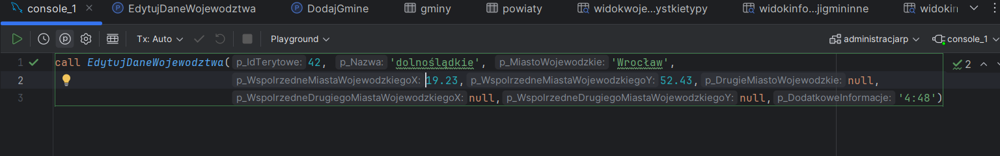 console_1 EdytujDaneWojewodztwa DodajGmine gminy powiaty widokwoje...ystkietypy widokinfo...jigmininne widokin
Tx: Auto Playground administracjarp console_1
1 call EdytujDaneWojewodztwa( p_IdTerytowe: 42, p_Nazwa: 'dolnoślądkie', p_MiastoWojewodzkie: 'Wrocław', 2
2 p_WspolrzedneMiastaWojewodzkiegoX: 19.23, p_WspolrzedneMiastaWojewodzkiegoY: 52.43, p_DrugieMiastoWojewodzkie: null,
3 p_WspolrzedneDrugiegoMiastaWojewodzkiegoX: null, p_WspolrzedneDrugiegoMiastaWojewodzkiegoY: null, p_DodatkoweInformacje: '4:48')